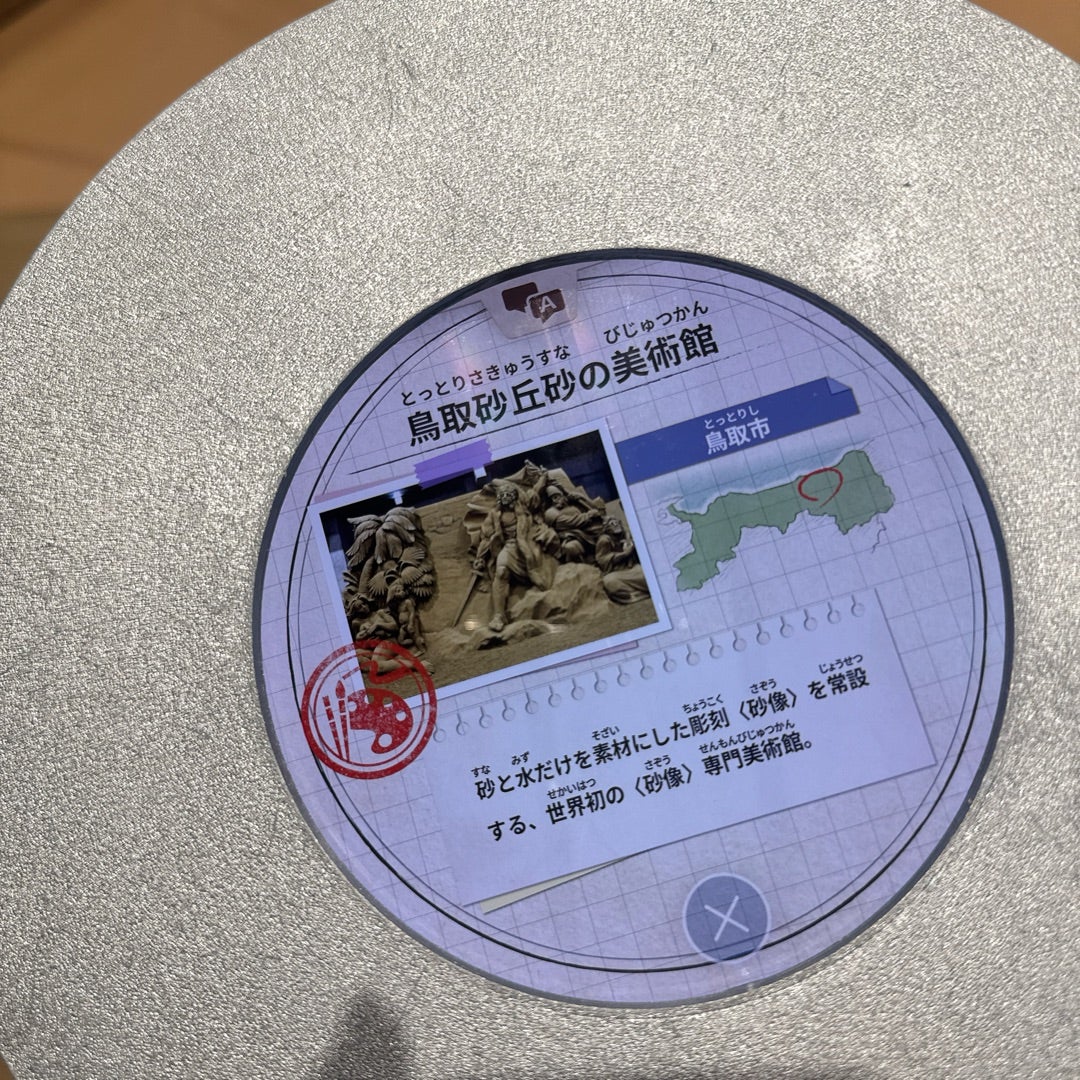 A
とっとりさきゅうすな びじゅつかん
鳥取砂丘砂の美術館
とっとりし
鳥取市
すな みず そざい ちょうこく さぞう じょうせつ
砂と水だけを素材にした彫刻〈砂像〉を常設
せかいはつ さぞう せんもんびじゅつかん
する、世界初の〈砂像〉専門美術館。